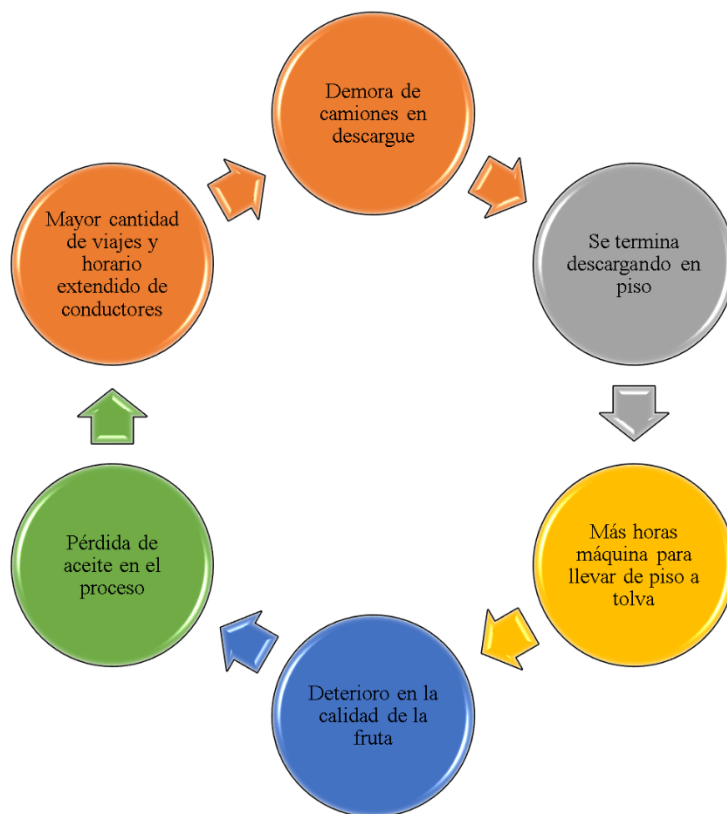 Demora de
camiones en
descargue
Se termina
descargando en
piso
Más horas
máquina para
llevar de piso a
tolva
Deterioro en la
calidad de la
fruta
Pérdida de
aceite en el
proceso
Mayor cantidad
de viajes y
horario
extendido de
conductores